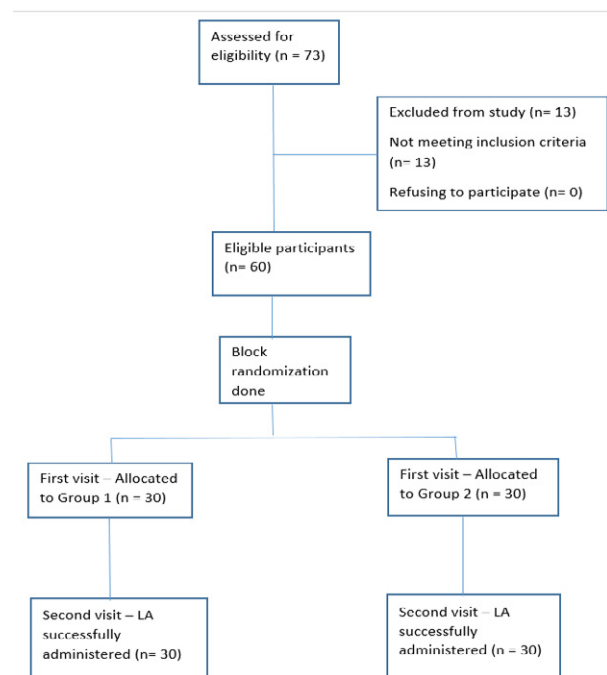 Assessed for
eligibility (n = 73)
Excluded from study (n= 13)
Not meeting inclusion criteria
(n= 13)
Refusing to participate (n= 0)
Eligible participants
(n= 60)
Block
randomization
done
First visit – Allocated
to Group 1 (n = 30)
First visit – Allocated
to Group 2 (n = 30)
Second visit – LA
successfully
administered (n= 30)
Second visit – LA
successfully
administered (n = 30)